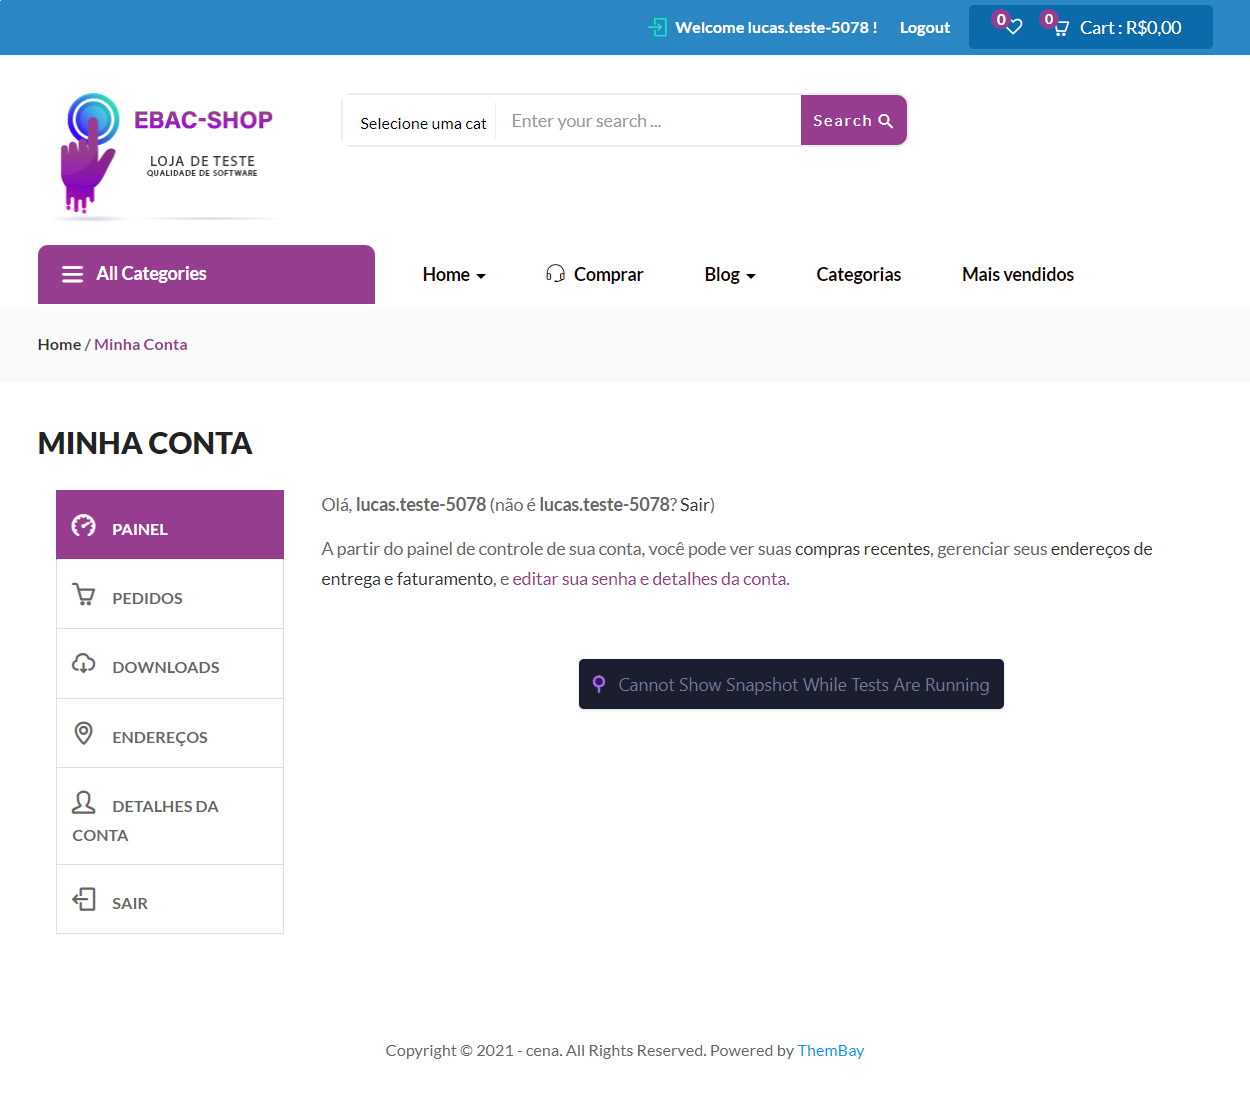 Welcome lucas.teste-5078 !
Logout
0
0
Cart : R$0,00
EBAC-SHOP
LOJA DE TESTE
QUALIDADE DE SOFTWARE
Selecione uma cat
Enter your search ...
Search
All Categories
Home
Comprar
Blog
Categorias
Mais vendidos
Home / Minha Conta
MINHA CONTA
PAINEL
PEDIDOS
DOWNLOADS
ENDEREÇOS
DETALHES DA
CONTA
SAIR
Olá, lucas.teste-5078 (não é lucas.teste-5078? Sair)
A partir do painel de controle de sua conta, você pode ver suas compras recentes, gerenciar seus endereços de
entrega e faturamento, e editar sua senha e detalhes da conta.
Cannot Show Snapshot While Tests Are Running
Copyright © 2021 - cena. All Rights Reserved. Powered by ThemBay